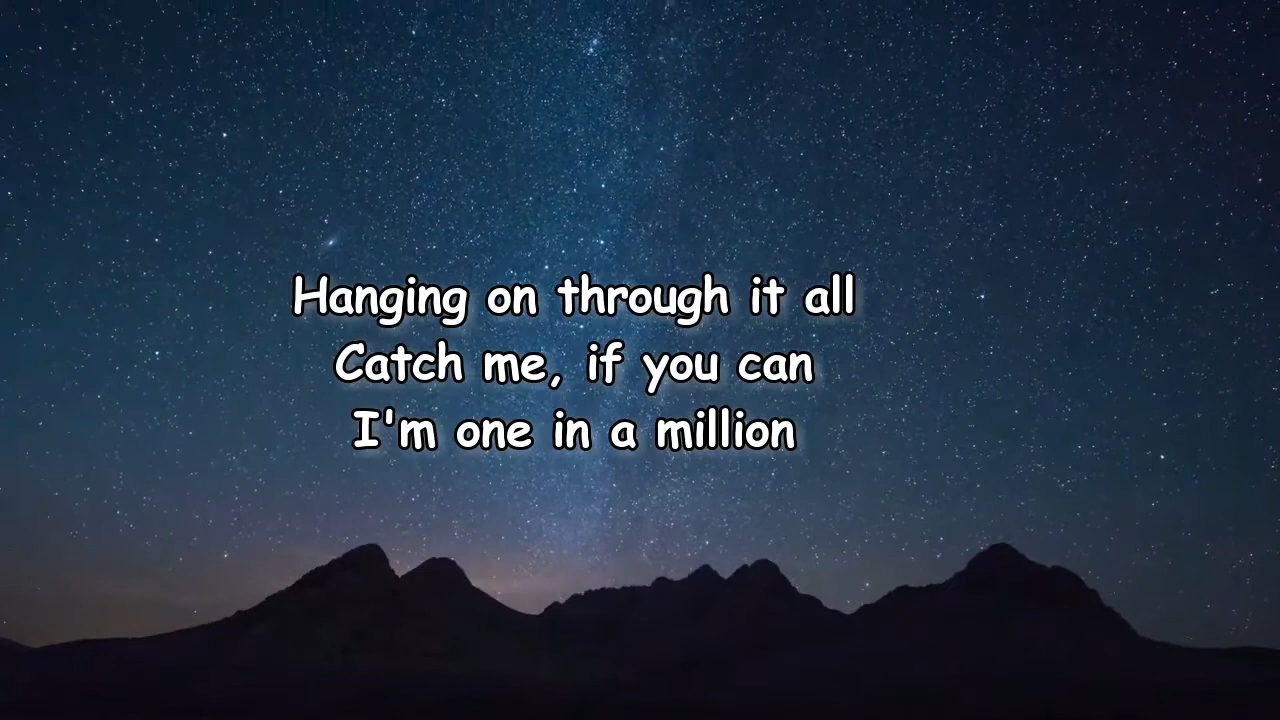 Hanging on through it all
Catch me, if you can
I'm one in a million